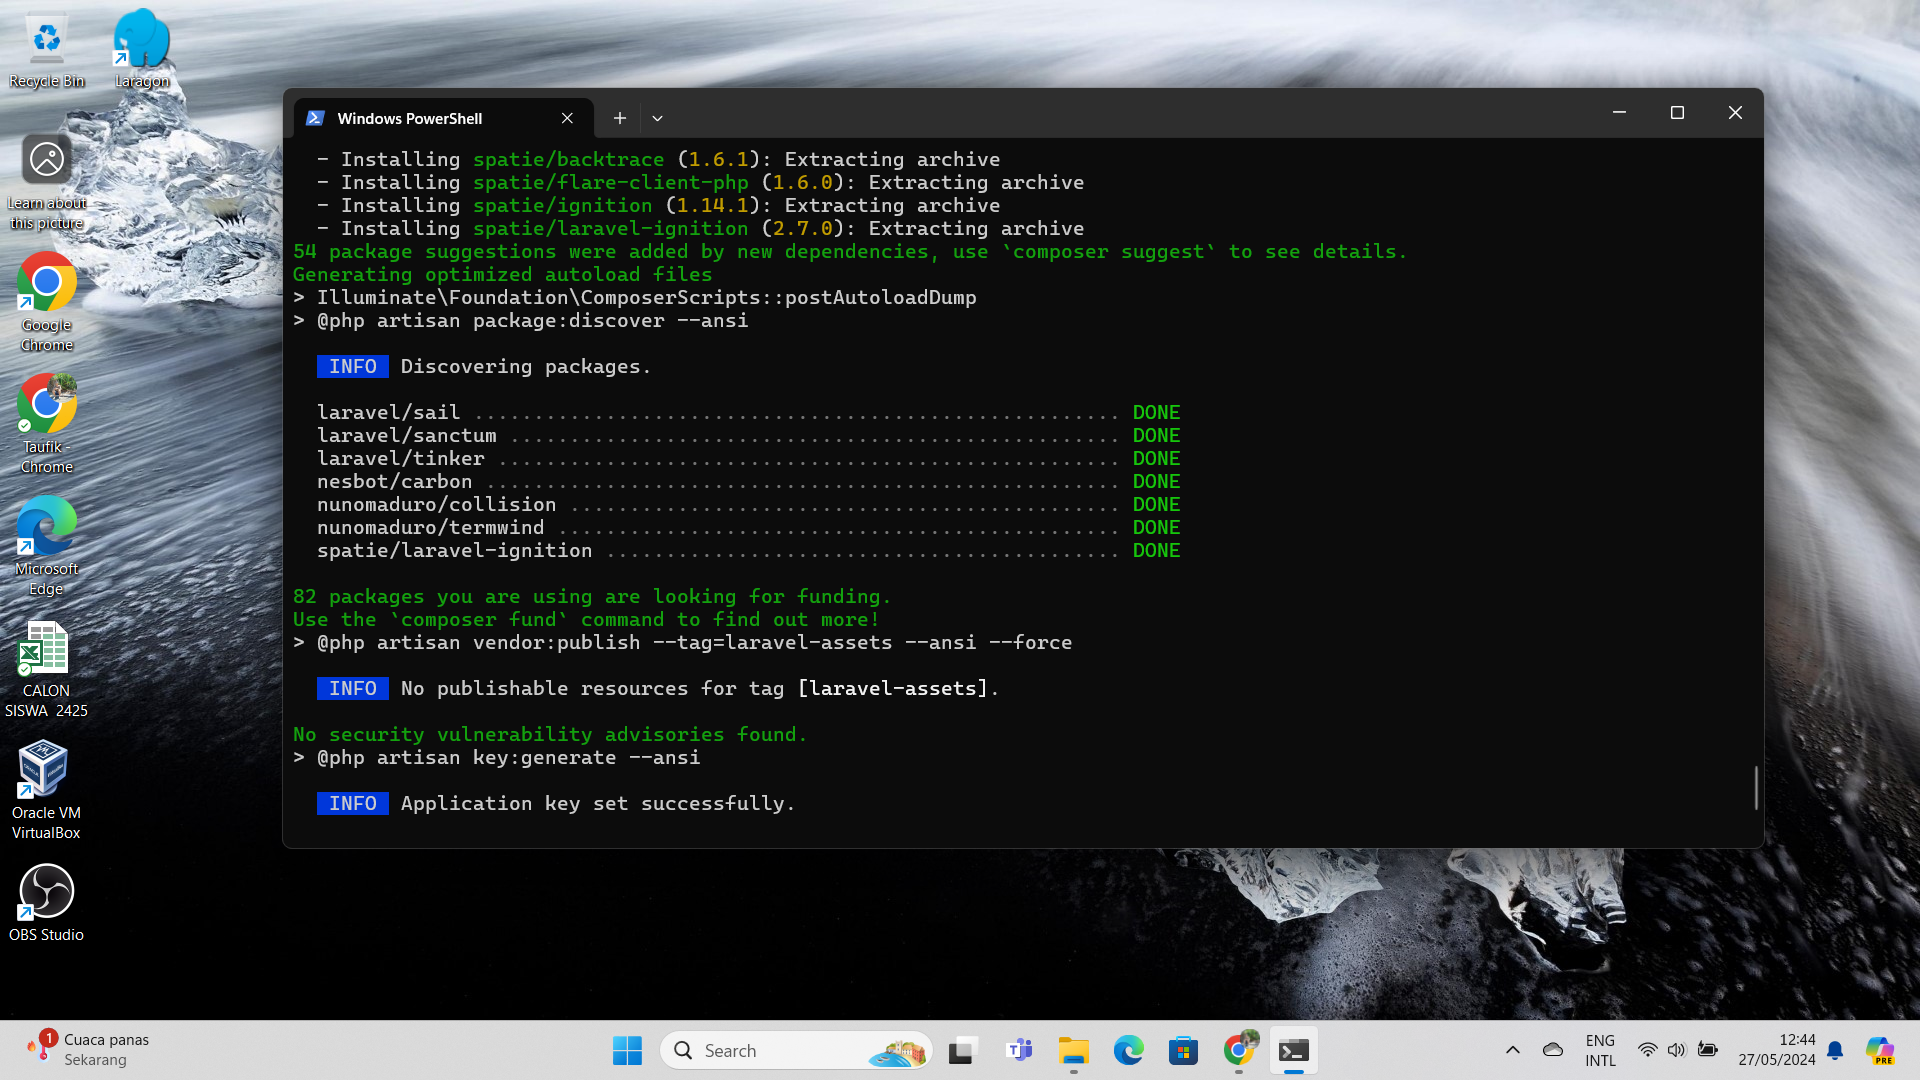 Recycle Bin
Laragon
Learn about
this picture
Google
Chrome
Taufik -
Chrome
Microsoft
Edge
CALON
SISWA 2425
Oracle VM
VirtualBox
OBS Studio
Windows PowerShell
- Installing spatie/backtrace (1.6.1): Extracting archive
- Installing spatie/flare-client-php (1.6.0): Extracting archive
- Installing spatie/ignition (1.14.1): Extracting archive
- Installing spatie/laravel-ignition (2.7.0): Extracting archive
54 package suggestions were added by new dependencies, use `composer suggest` to see details.
Generating optimized autoload files
> Illuminate\Foundation\ComposerScripts::postAutoloadDump
> @php artisan package:discover --ansi
INFO Discovering packages.
laravel/sail ...................................................... DONE
laravel/sanctum ................................................... DONE
laravel/tinker .................................................... DONE
nesbot/carbon ..................................................... DONE
nunomaduro/collision .............................................. DONE
nunomaduro/termwind ............................................... DONE
spatie/laravel-ignition ........................................... DONE
82 packages you are using are looking for funding.
Use the `composer fund` command to find out more!
> @php artisan vendor:publish --tag=laravel-assets --ansi --force
INFO No publishable resources for tag [laravel-assets].
No security vulnerability advisories found.
> @php artisan key:generate --ansi
INFO Application key set successfully.
1
Cuaca panas
Sekarang
Search
ENG
INTL
12:44
27/05/2024
PRE